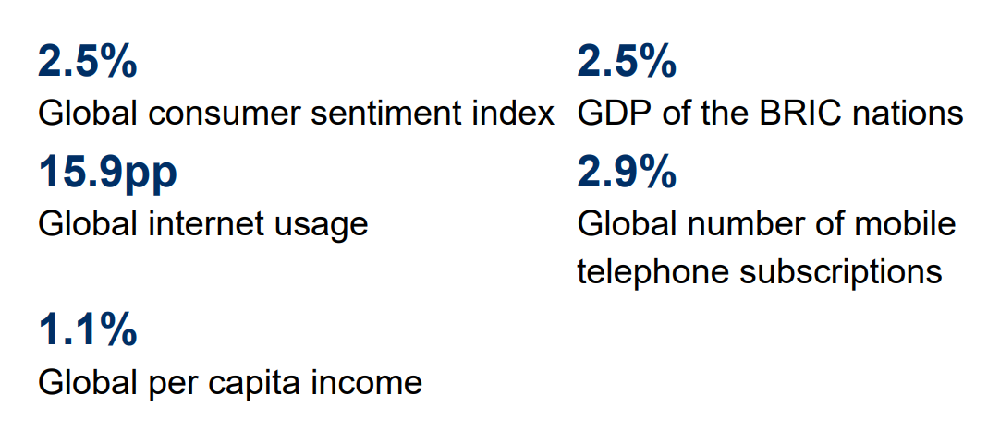 2.5%
Global consumer sentiment index
2.5%
GDP of the BRIC nations
15.9pp
Global internet usage
2.9%
Global number of mobile
telephone subscriptions
1.1%
Global per capita income